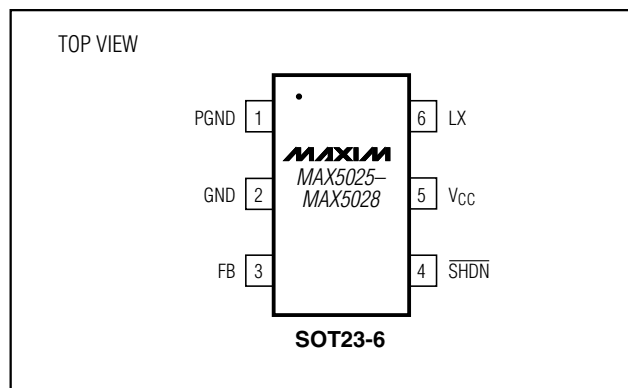 TOP VIEW
PGND 1
6 LX
MAXIM
MAX5025–
MAX5028
GND 2
5 VCC
FB 3
4 SHDN
SOT23-6